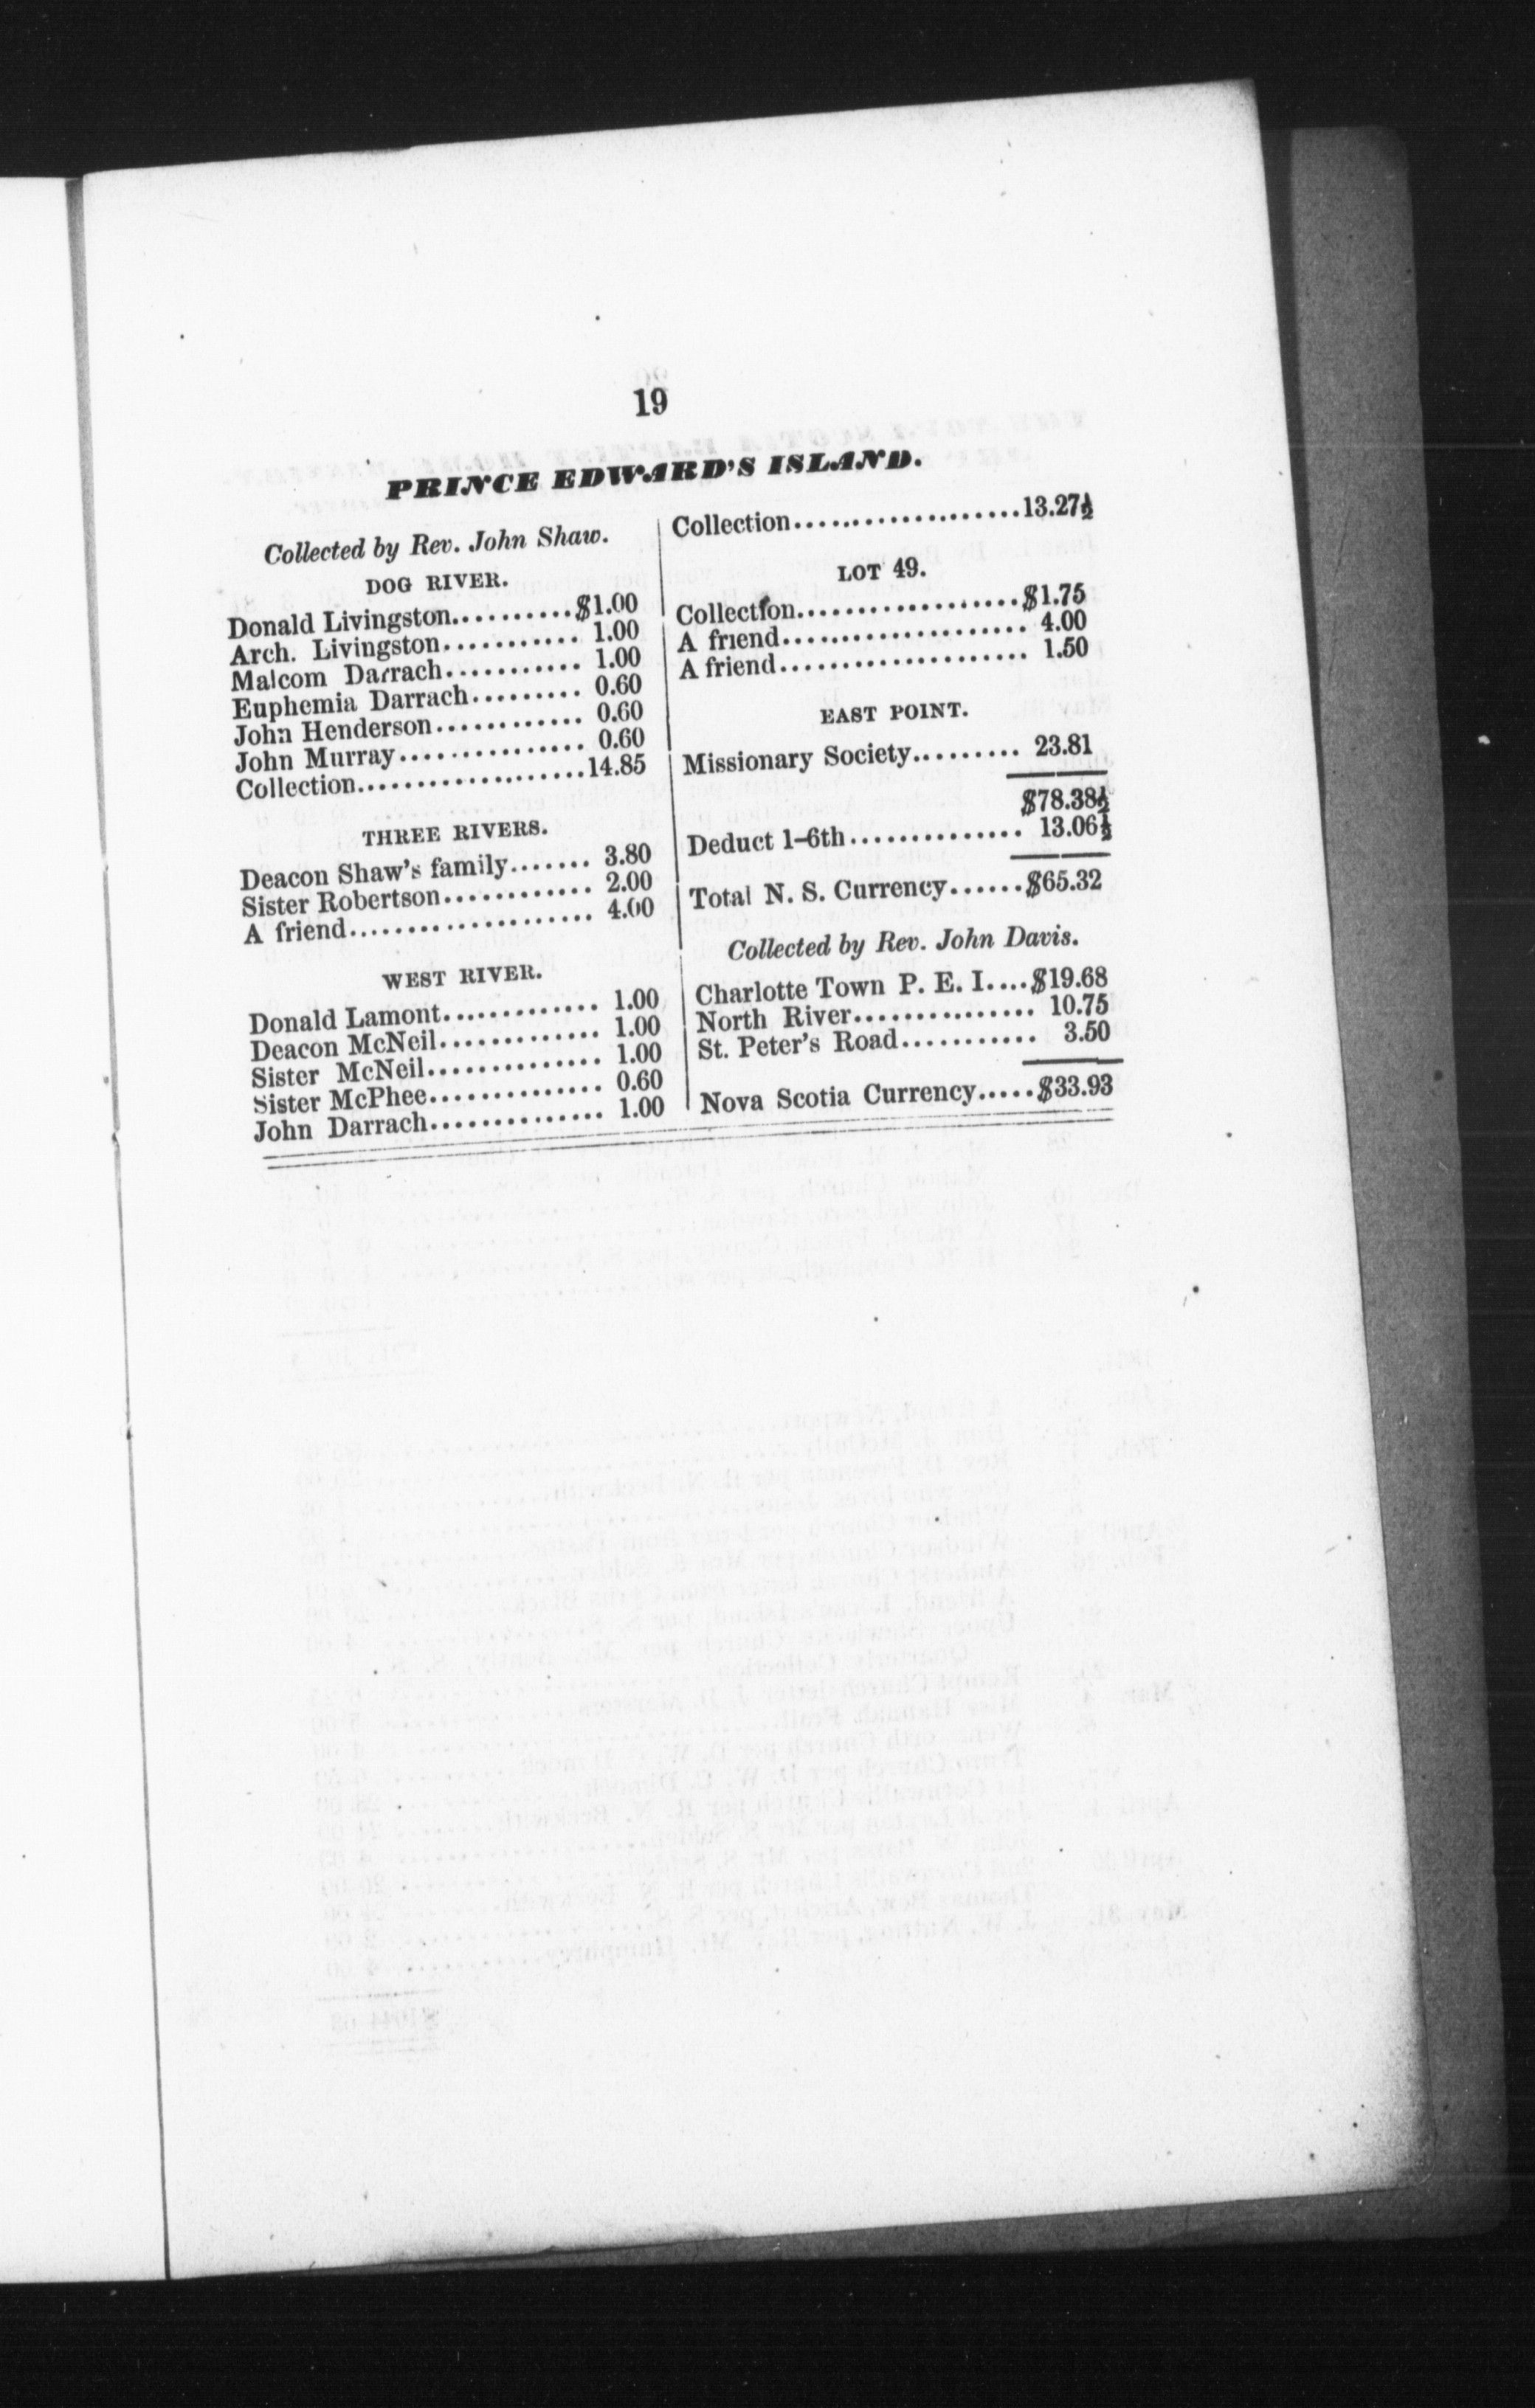 19
PRINCE EDWARD'S ISLAND.
Collected by Rev. John Shaw.
DOG RIVER.
Donald Livingston..........$1.00
Arch. Livingston........... 1.00
Malcom Darrach............ 1.00
Euphemia Darrach......... 0.60
John Henderson............ 0.60
John Murray................ 0.60
Collection...................14.85
THREE RIVERS.
Deacon Shaw's family....... 3.80
Sister Robertson............ 2.00
A friend..................... 4.00
WEST RIVER.
Donald Lamont............. 1.00
Deacon McNeil............. 1.00
Sister McNeil............... 1.00
Sister McPhee............... 0.60
John Darrach............... 1.00
Collection....................13.27½
LOT 49.
Collection...................$1.75
A friend..................... 4.00
A friend..................... 1.50
EAST POINT.
Missionary Society......... 23.81
$78.38½
Deduct 1-6th............... 13.06½
Total N. S. Currency......$65.32
Collected by Rev. John Davis.
Charlotte Town P. E. I....$19.68
North River................ 10.75
St. Peter's Road........... 3.50
Nova Scotia Currency.....$33.93